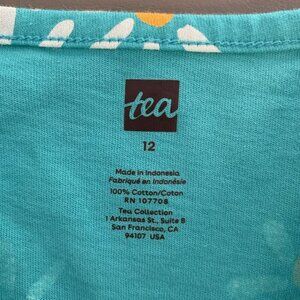 tea
12
Made in Indonesia
Fabriqué en Indonésie
100% Cotton/Coton
RN 107708
Tea Collection
1 Arkansas St., Suite B
San Francisco, CA
94107 USA